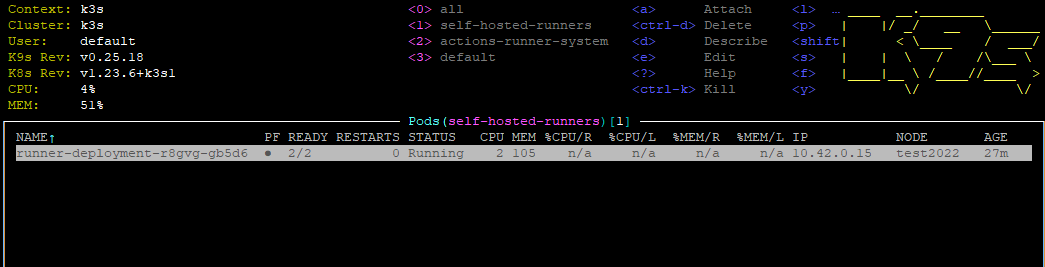 Context: k3s <0> all <a> Attach <l> …
Cluster: k3s <1> self-hosted-runners <ctrl-d> Delete <p>
User: default <2> actions-runner-system <d> Describe <shift
K9s Rev: v0.25.18 <3> default <e> Edit <s>
K8s Rev: v1.23.6+k3s1 <?> Help <f>
CPU: 4% <ctrl-k> Kill <y>
MEM: 51%
Pods(self-hosted-runners)[1]
NAME↑ PF READY RESTARTS STATUS CPU MEM %CPU/R %CPU/L %MEM/R %MEM/L IP NODE AGE
runner-deployment-r8gvg-gb5d6 ● 2/2 0 Running 2 105 n/a n/a n/a n/a 10.42.0.15 test2022 27m